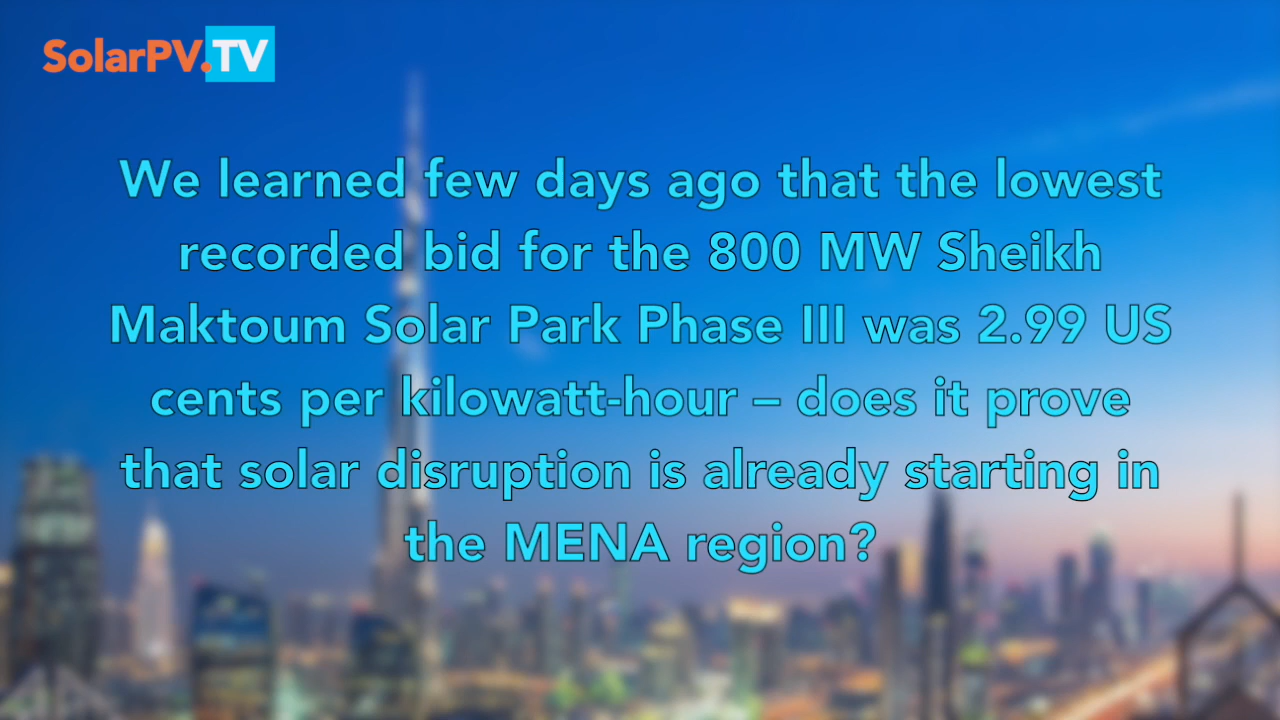 SolarPV.TV
We learned few days ago that the lowest
recorded bid for the 800 MW Sheikh
Maktoum Solar Park Phase III was 2.99 US
cents per kilowatt-hour – does it prove
that solar disruption is already starting in
the MENA region?